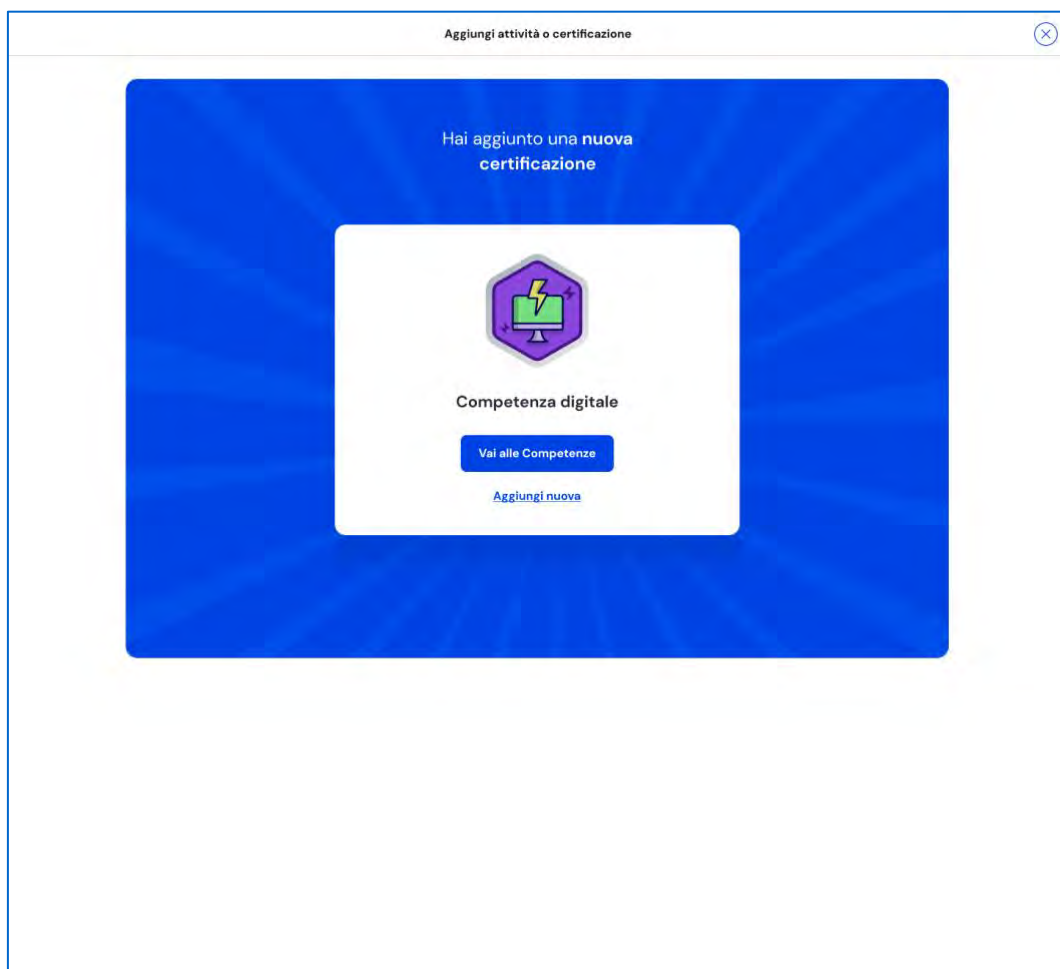 Aggiungi attività o certificazione
Hai aggiunto una nuova
certificazione
Competenza digitale
Vai alle Competenze
Aggiungi nuova